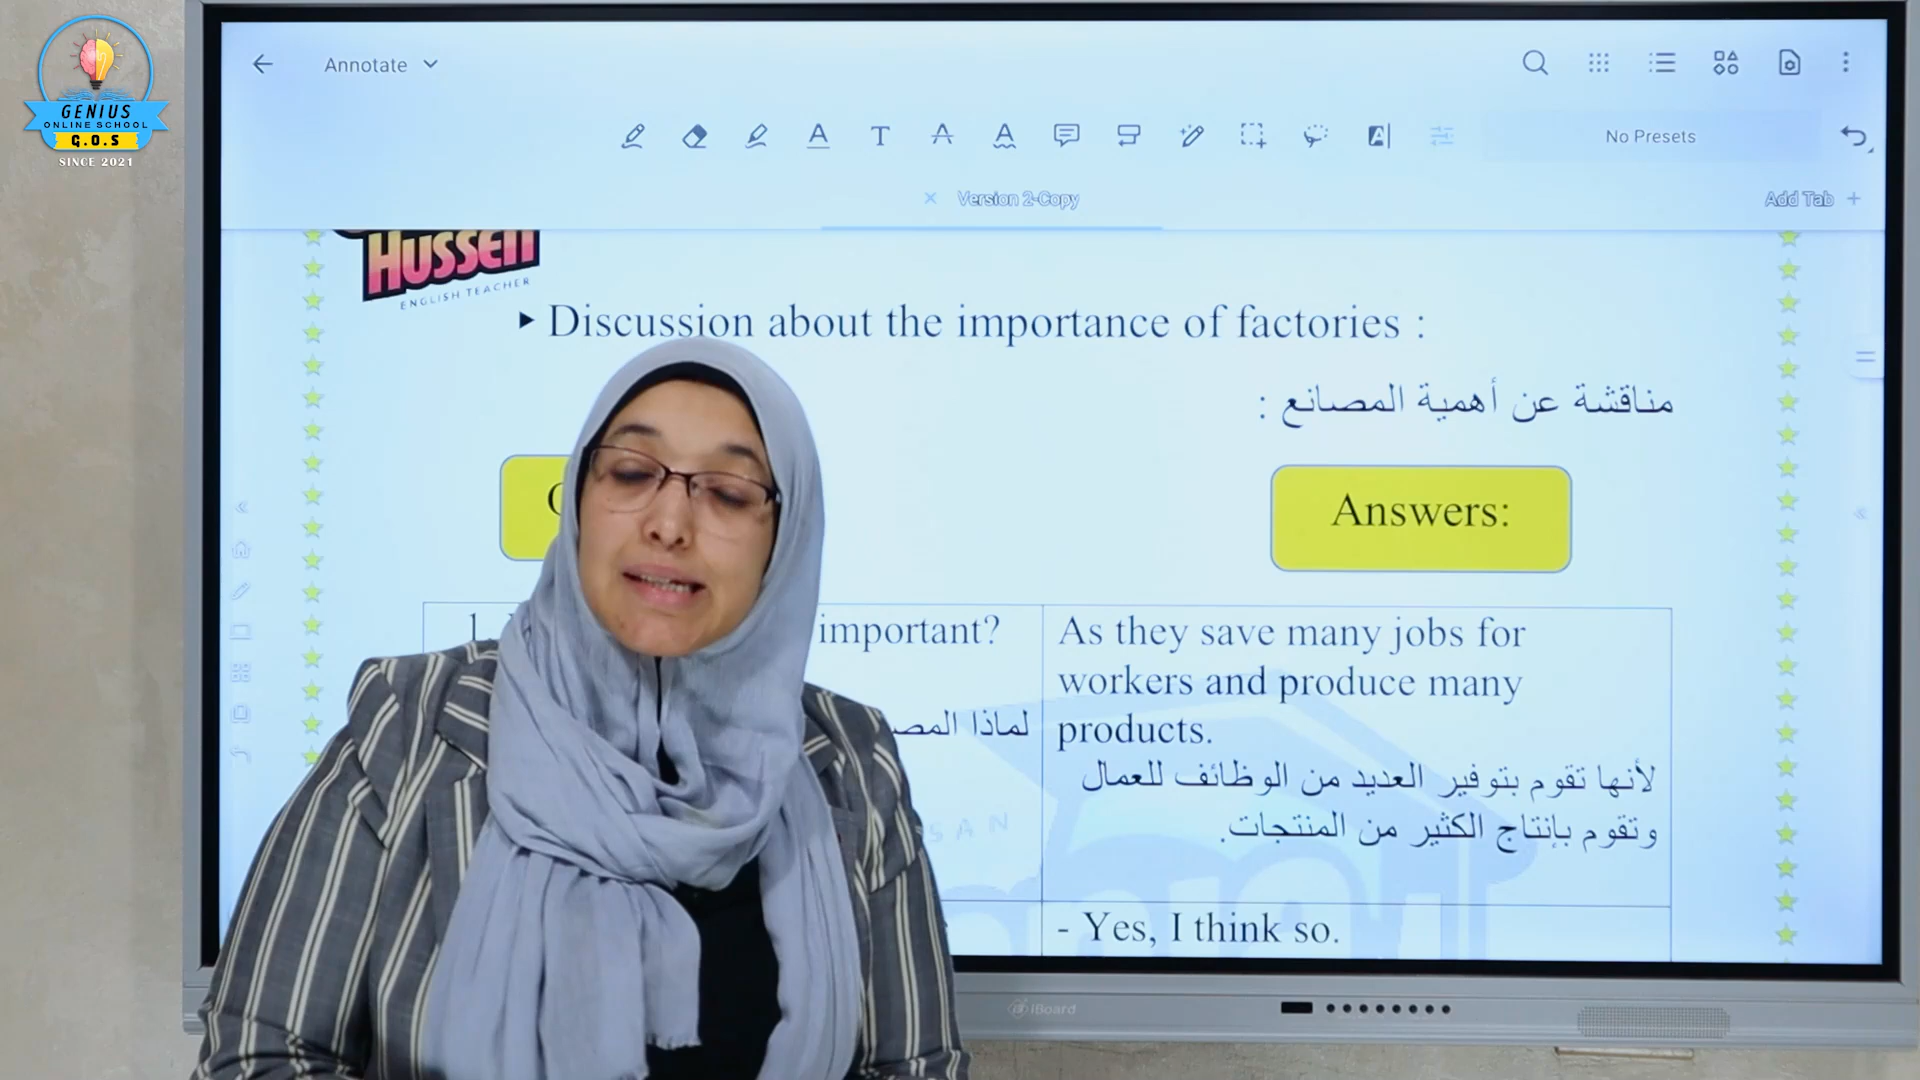 GENIUS
ONLINE SCHOOL
G.O.S
SINCE 2021
Annotate
No Presets
Version 2-Copy
Add Tab
HUSSEIN
ENGLISH TEACHER
Discussion about the importance of factories :
مناقشة عن أهمية المصانع :
Answers:
1. important?
لماذا
As they save many jobs for
workers and produce many
products.
لأنها تقوم بتوفير العديد من الوظائف للعمال
وتقوم بإنتاج الكثير من المنتجات.
- Yes, I think so.
iBoard